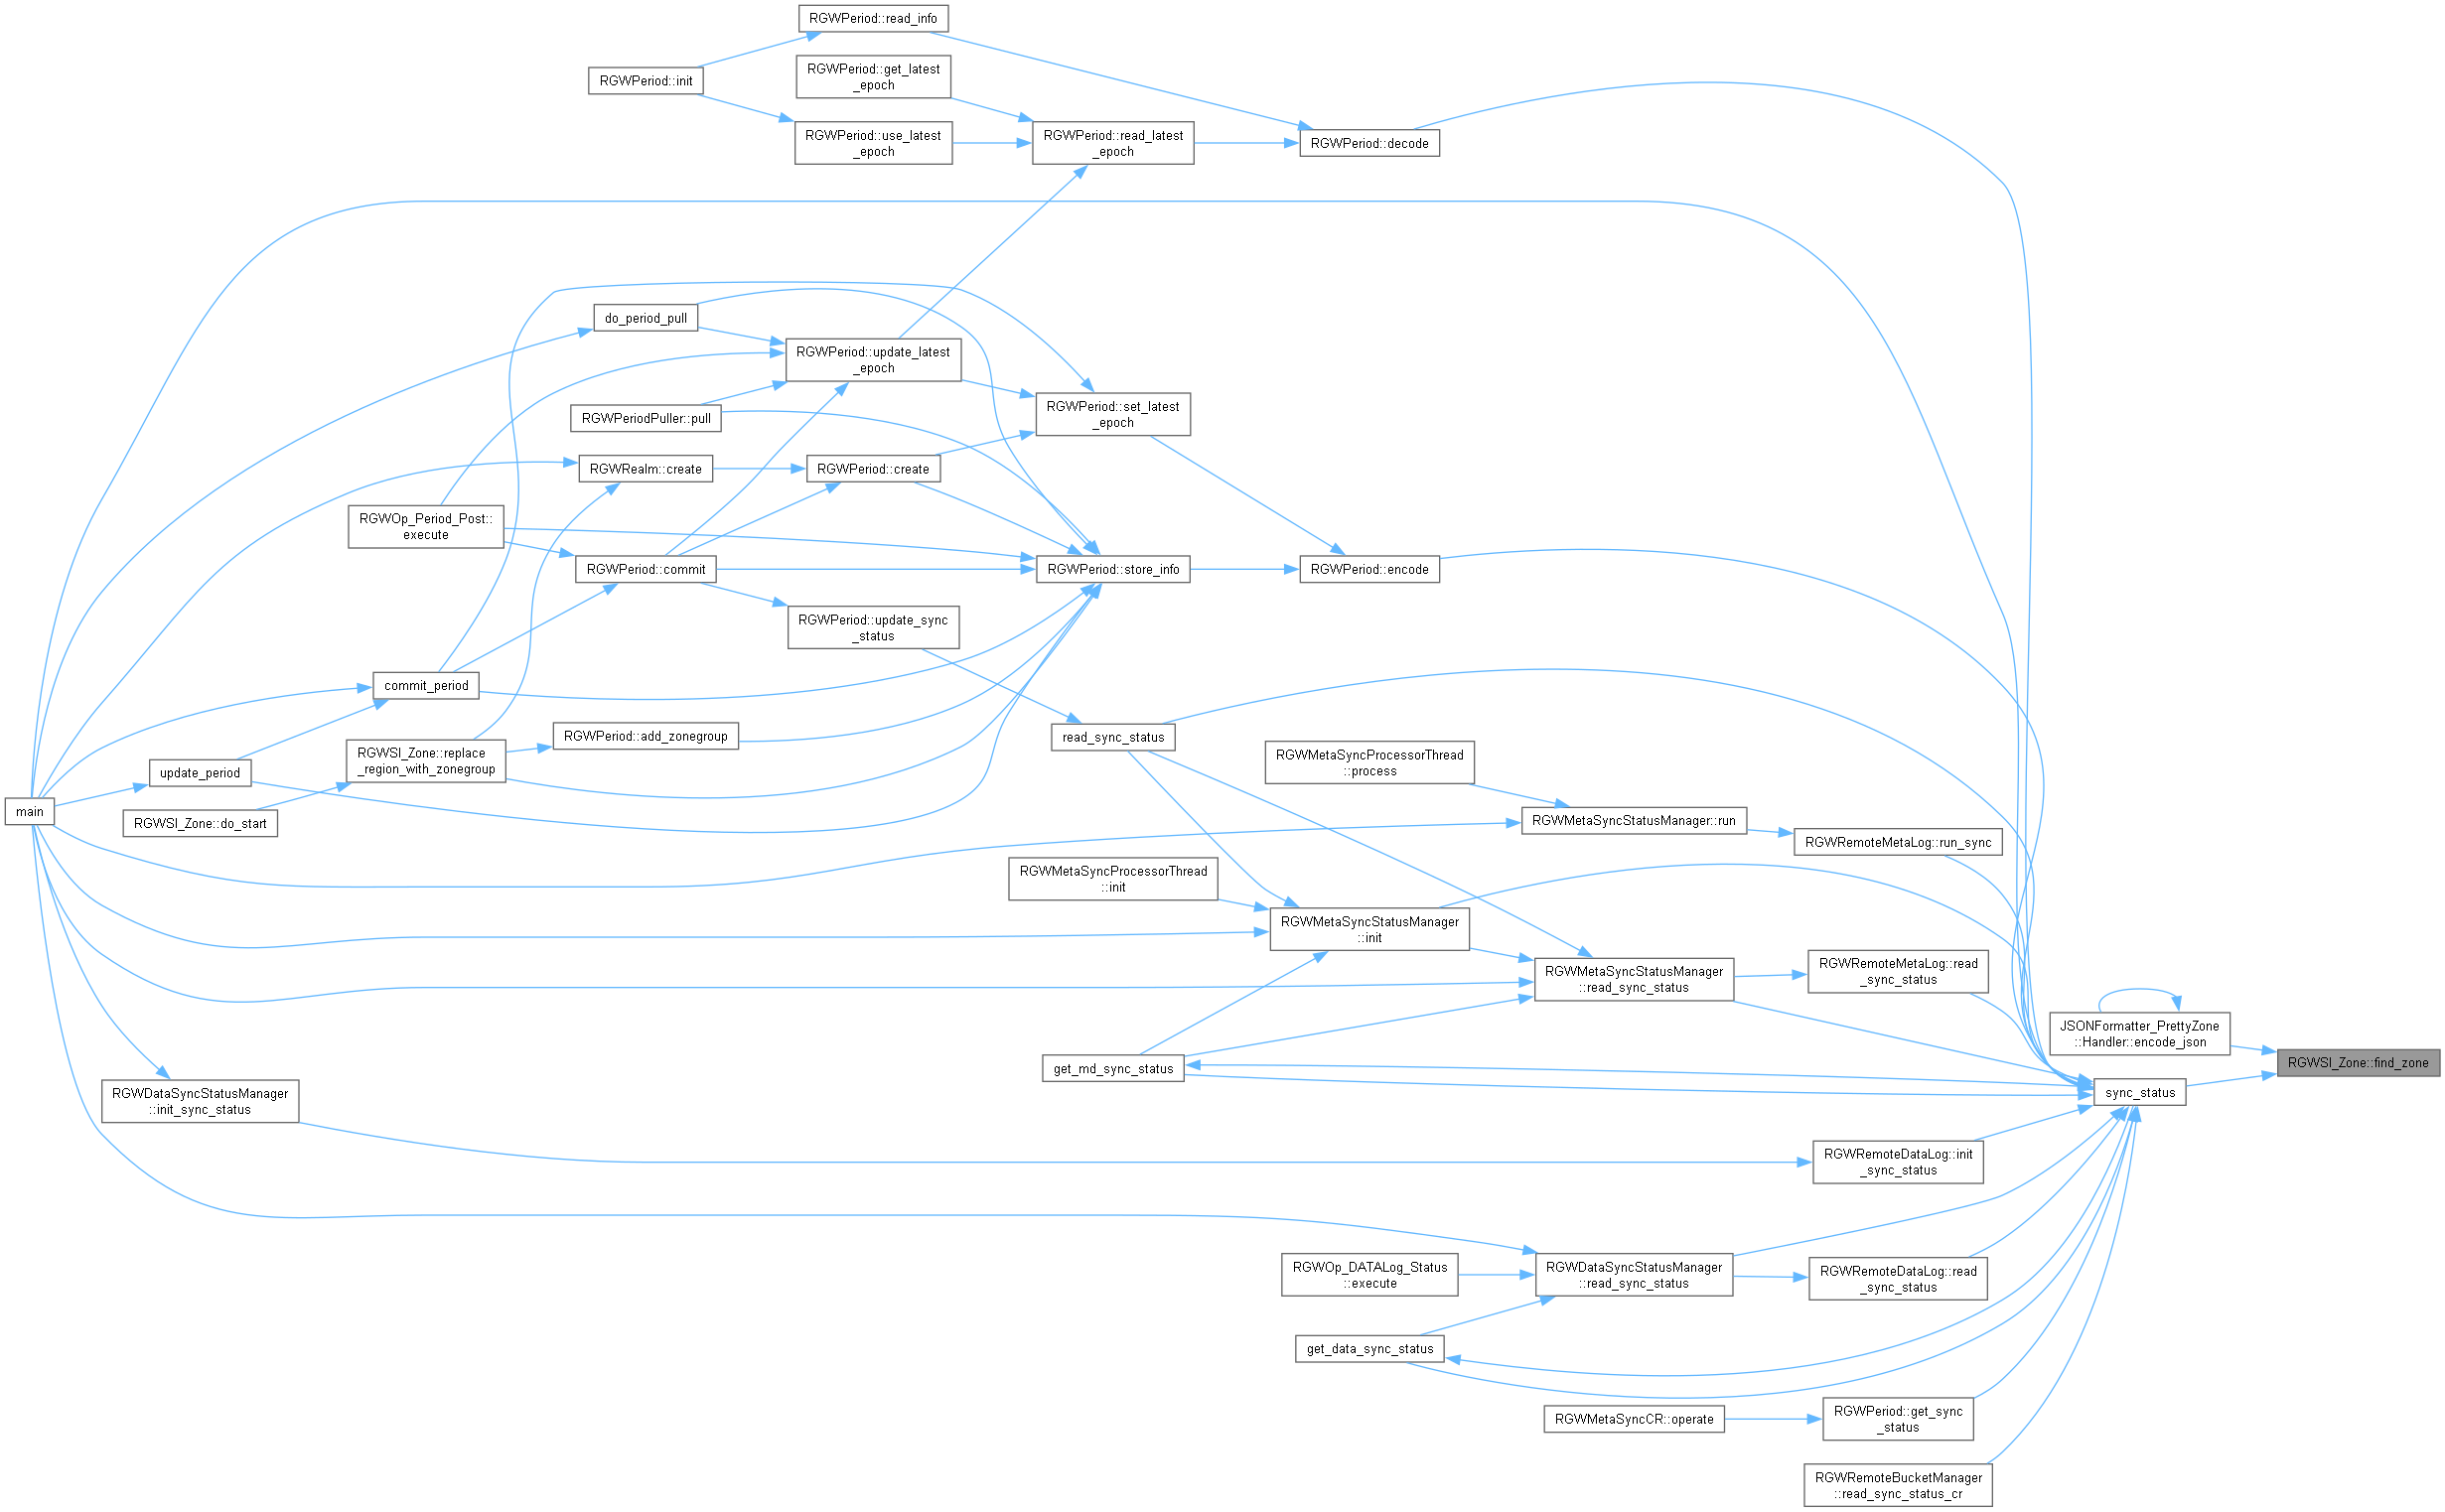 RGWPeriod::read_info
RGWPeriod::get_latest
_epoch
RGWPeriod::init
RGWPeriod::use_latest
_epoch
RGWPeriod::read_latest
_epoch
RGWPeriod::decode
do_period_pull
RGWPeriod::update_latest
_epoch
RGWPeriodPuller::pull
RGWPeriod::set_latest
_epoch
RGWRealm::create
RGWPeriod::create
RGWOp_Period_Post::
execute
RGWPeriod::commit
RGWPeriod::store_info
RGWPeriod::encode
RGWPeriod::update_sync
_status
commit_period
RGWPeriod::add_zonegroup
read_sync_status
RGWSI_Zone::replace
_region_with_zonegroup
update_period
RGWMetaSyncProcessorThread
::process
main
RGWSI_Zone::do_start
RGWMetaSyncStatusManager::run
RGWRemoteMetaLog::run_sync
RGWMetaSyncProcessorThread
::init
RGWMetaSyncStatusManager
::init
RGWMetaSyncStatusManager
::read_sync_status
RGWRemoteMetaLog::read
_sync_status
JSONFormatter_PrettyZone
::Handler::encode_json
get_md_sync_status
RGWSI_Zone::find_zone
RGWDataSyncStatusManager
::init_sync_status
sync_status
RGWRemoteDataLog::init
_sync_status
RGWOp_DATALog_Status
::execute
RGWDataSyncStatusManager
::read_sync_status
RGWRemoteDataLog::read
_sync_status
get_data_sync_status
RGWMetaSyncCR::operate
RGWPeriod::get_sync
_status
RGWRemoteBucketManager
::read_sync_status_cr